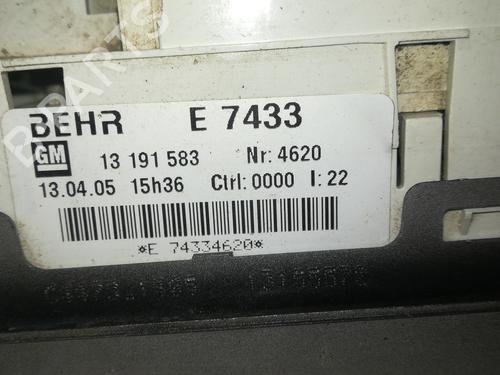 BEHR E 7433
GM 13 191 583 Nr: 4620
13.04.05 15h36 Ctrl: 0000 I: 22
*E 74334620*